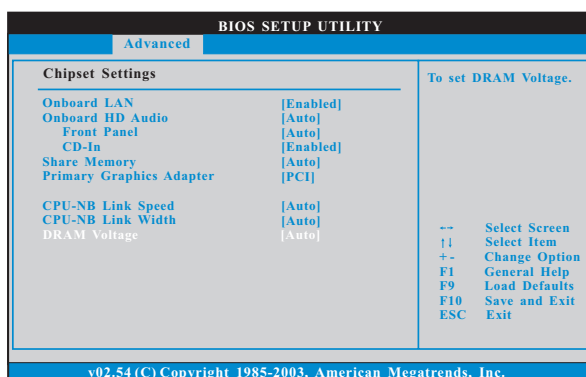 BIOS SETUP UTILITY
Advanced
Chipset Settings
Onboard LAN [Enabled]
Onboard HD Audio [Auto]
Front Panel [Auto]
CD-In [Enabled]
Share Memory [Auto]
Primary Graphics Adapter [PCI]
CPU-NB Link Speed [Auto]
CPU-NB Link Width [Auto]
DRAM Voltage [Auto]
To set DRAM Voltage.
←→ Select Screen
↑↓ Select Item
+- Change Option
F1 General Help
F9 Load Defaults
F10 Save and Exit
ESC Exit
v02.54 (C) Copyright 1985-2003, American Megatrends, Inc.